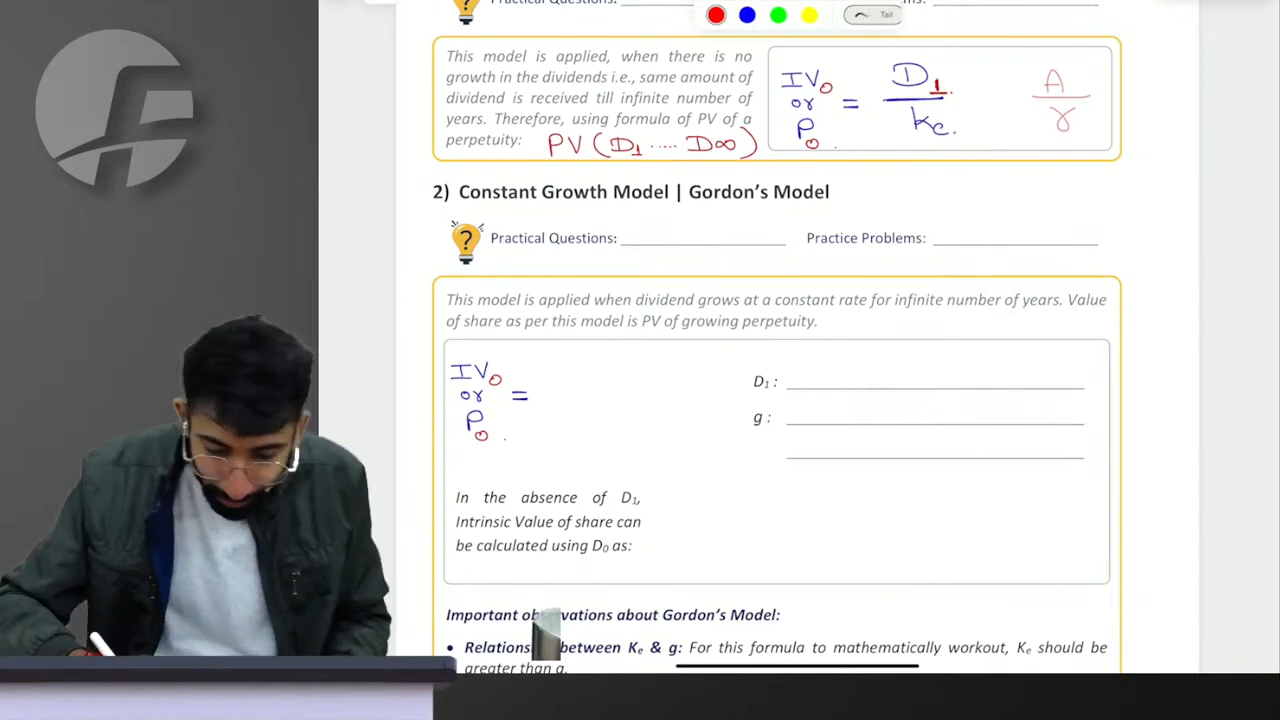 Practical Questions:
Tail
This model is applied, when there is no
growth in the dividends i.e., same amount of
dividend is received till infinite number of
years. Therefore, using formula of PV of a
perpetuity: PV (D1 ..... D∞)
IV0 or P0 = D1 / ke.
A / r
2) Constant Growth Model | Gordon's Model
Practical Questions: Practice Problems:
This model is applied when dividend grows at a constant rate for infinite number of years. Value
of share as per this model is PV of growing perpetuity.
IV0 or P0 =
D1 :
g :
In the absence of D1,
Intrinsic Value of share can
be calculated using D0 as:
Important observations about Gordon's Model:
• Relationship between Ke & g: For this formula to mathematically workout, Ke should be
greater than g.